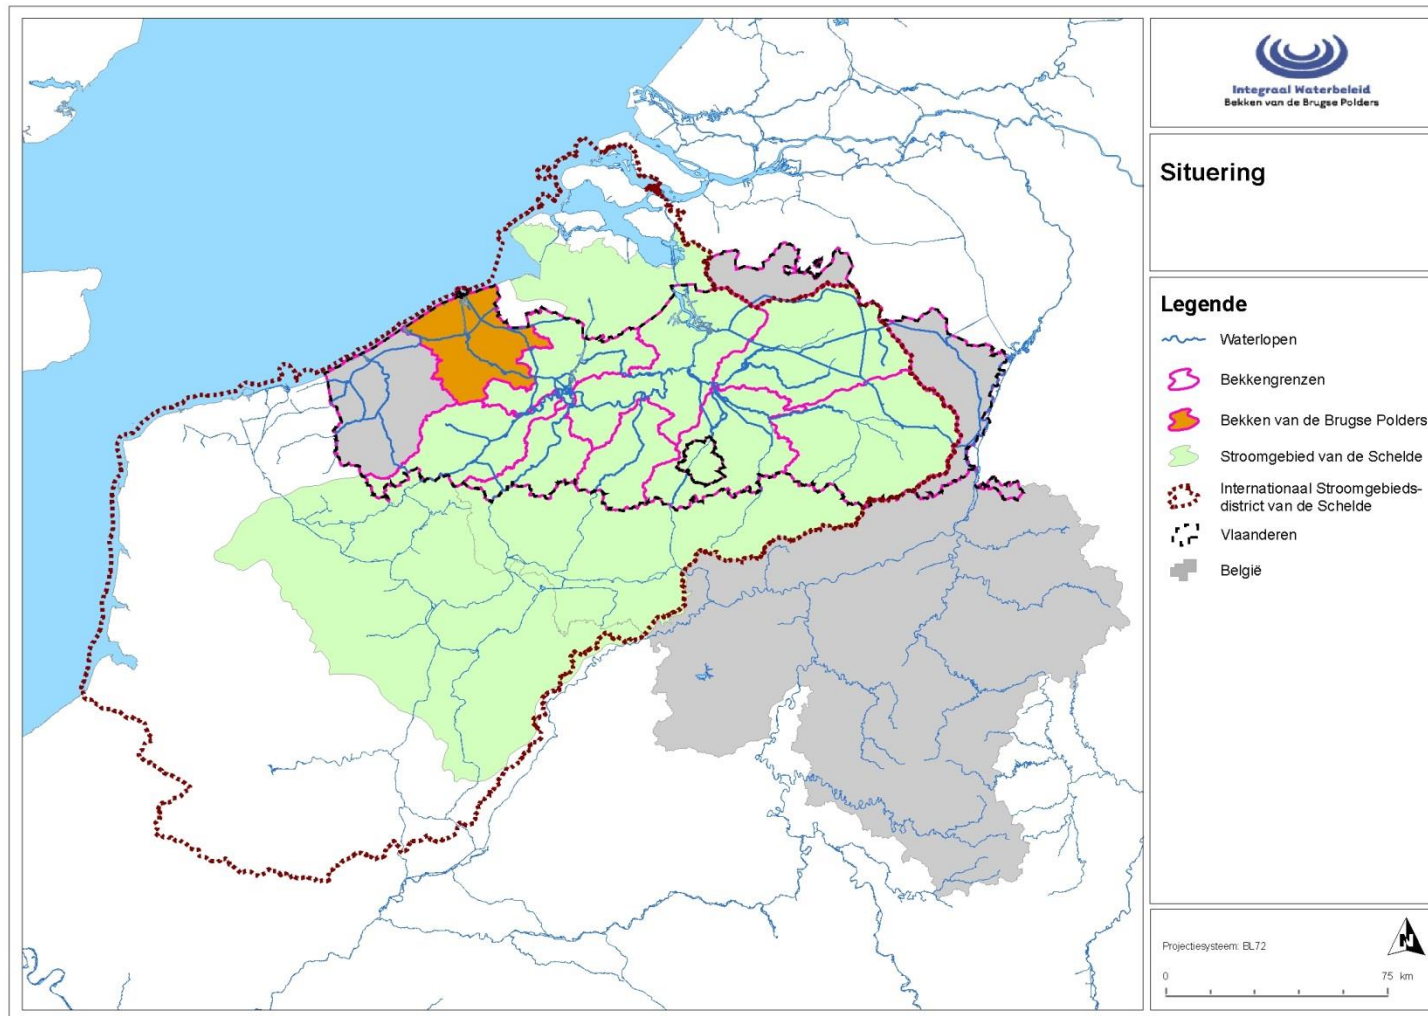 Integraal Waterbeleid
Bekken van de Brugse Polders
Situering
Legende
Waterlopen
Bekkengrenzen
Bekken van de Brugse Polders
Stroomgebied van de Schelde
Internationaal Stroomgebieds-
district van de Schelde
Vlaanderen
België
Projectiesysteem: BL72
N
0 75 km